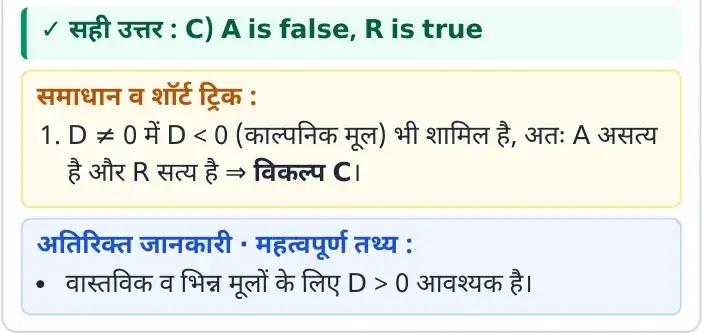 ✓ सही उत्तर : C) A is false, R is true
समाधान व शॉर्ट ट्रिक :
1. D ≠ 0 में D < 0 (काल्पनिक मूल) भी शामिल है, अतः A असत्य
है और R सत्य है ⇒ विकल्प C।
अतिरिक्त जानकारी · महत्वपूर्ण तथ्य :
• वास्तविक व भिन्न मूलों के लिए D > 0 आवश्यक है।